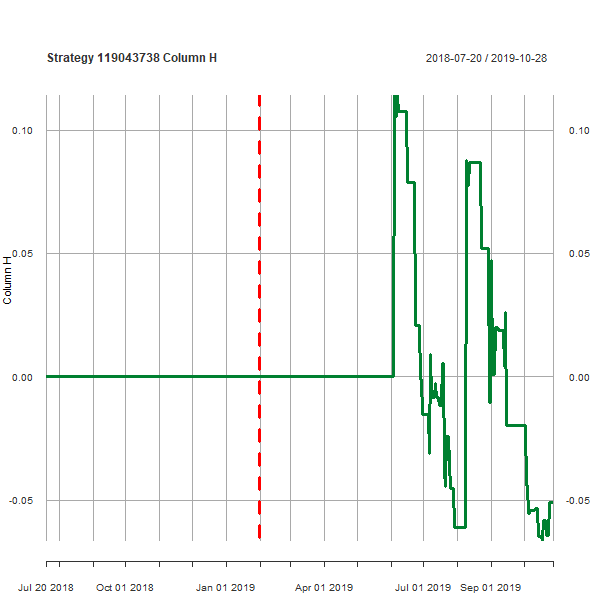 Strategy 119043738 Column H
2018-07-20 / 2019-10-28
0.10
0.10
0.05
0.05
Column H
0.00
0.00
-0.05
-0.05
Jul 20 2018
Oct 01 2018
Jan 01 2019
Apr 01 2019
Jul 01 2019
Sep 01 2019